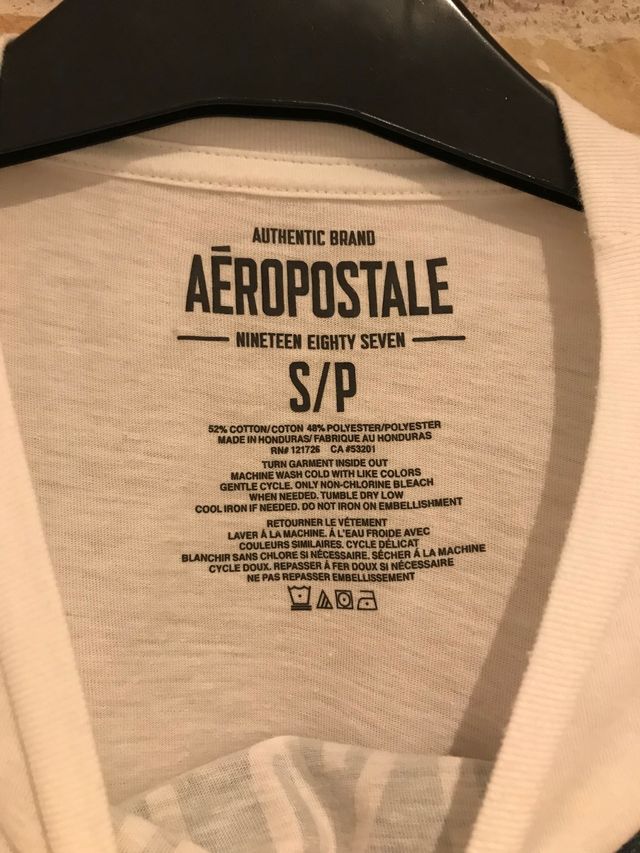 AUTHENTIC BRAND
AĒROPOSTALE
NINETEEN EIGHTY SEVEN
S/P
52% COTTON/COTON 48% POLYESTER/POLYESTER
MADE IN HONDURAS/FABRIQUE AU HONDURAS
RN# 121726 CA #53201
TURN GARMENT INSIDE OUT
MACHINE WASH COLD WITH LIKE COLORS
GENTLE CYCLE. ONLY NON-CHLORINE BLEACH
WHEN NEEDED. TUMBLE DRY LOW
COOL IRON IF NEEDED. DO NOT IRON ON EMBELLISHMENT
RETOURNER LE VÉTEMENT
LAVER Á LA MACHINE. Á L'EAU FROIDE AVEC
COULEURS SIMILAIRES. CYCLE DÉLICAT
BLANCHIR SANS CHLORE SI NÉCESSAIRE. SÉCHER Á LA MACHINE
CYCLE DOUX. REPASSER Á FER DOUX SI NÉCESSAIRE
NE PAS REPASSER EMBELLISSEMENT